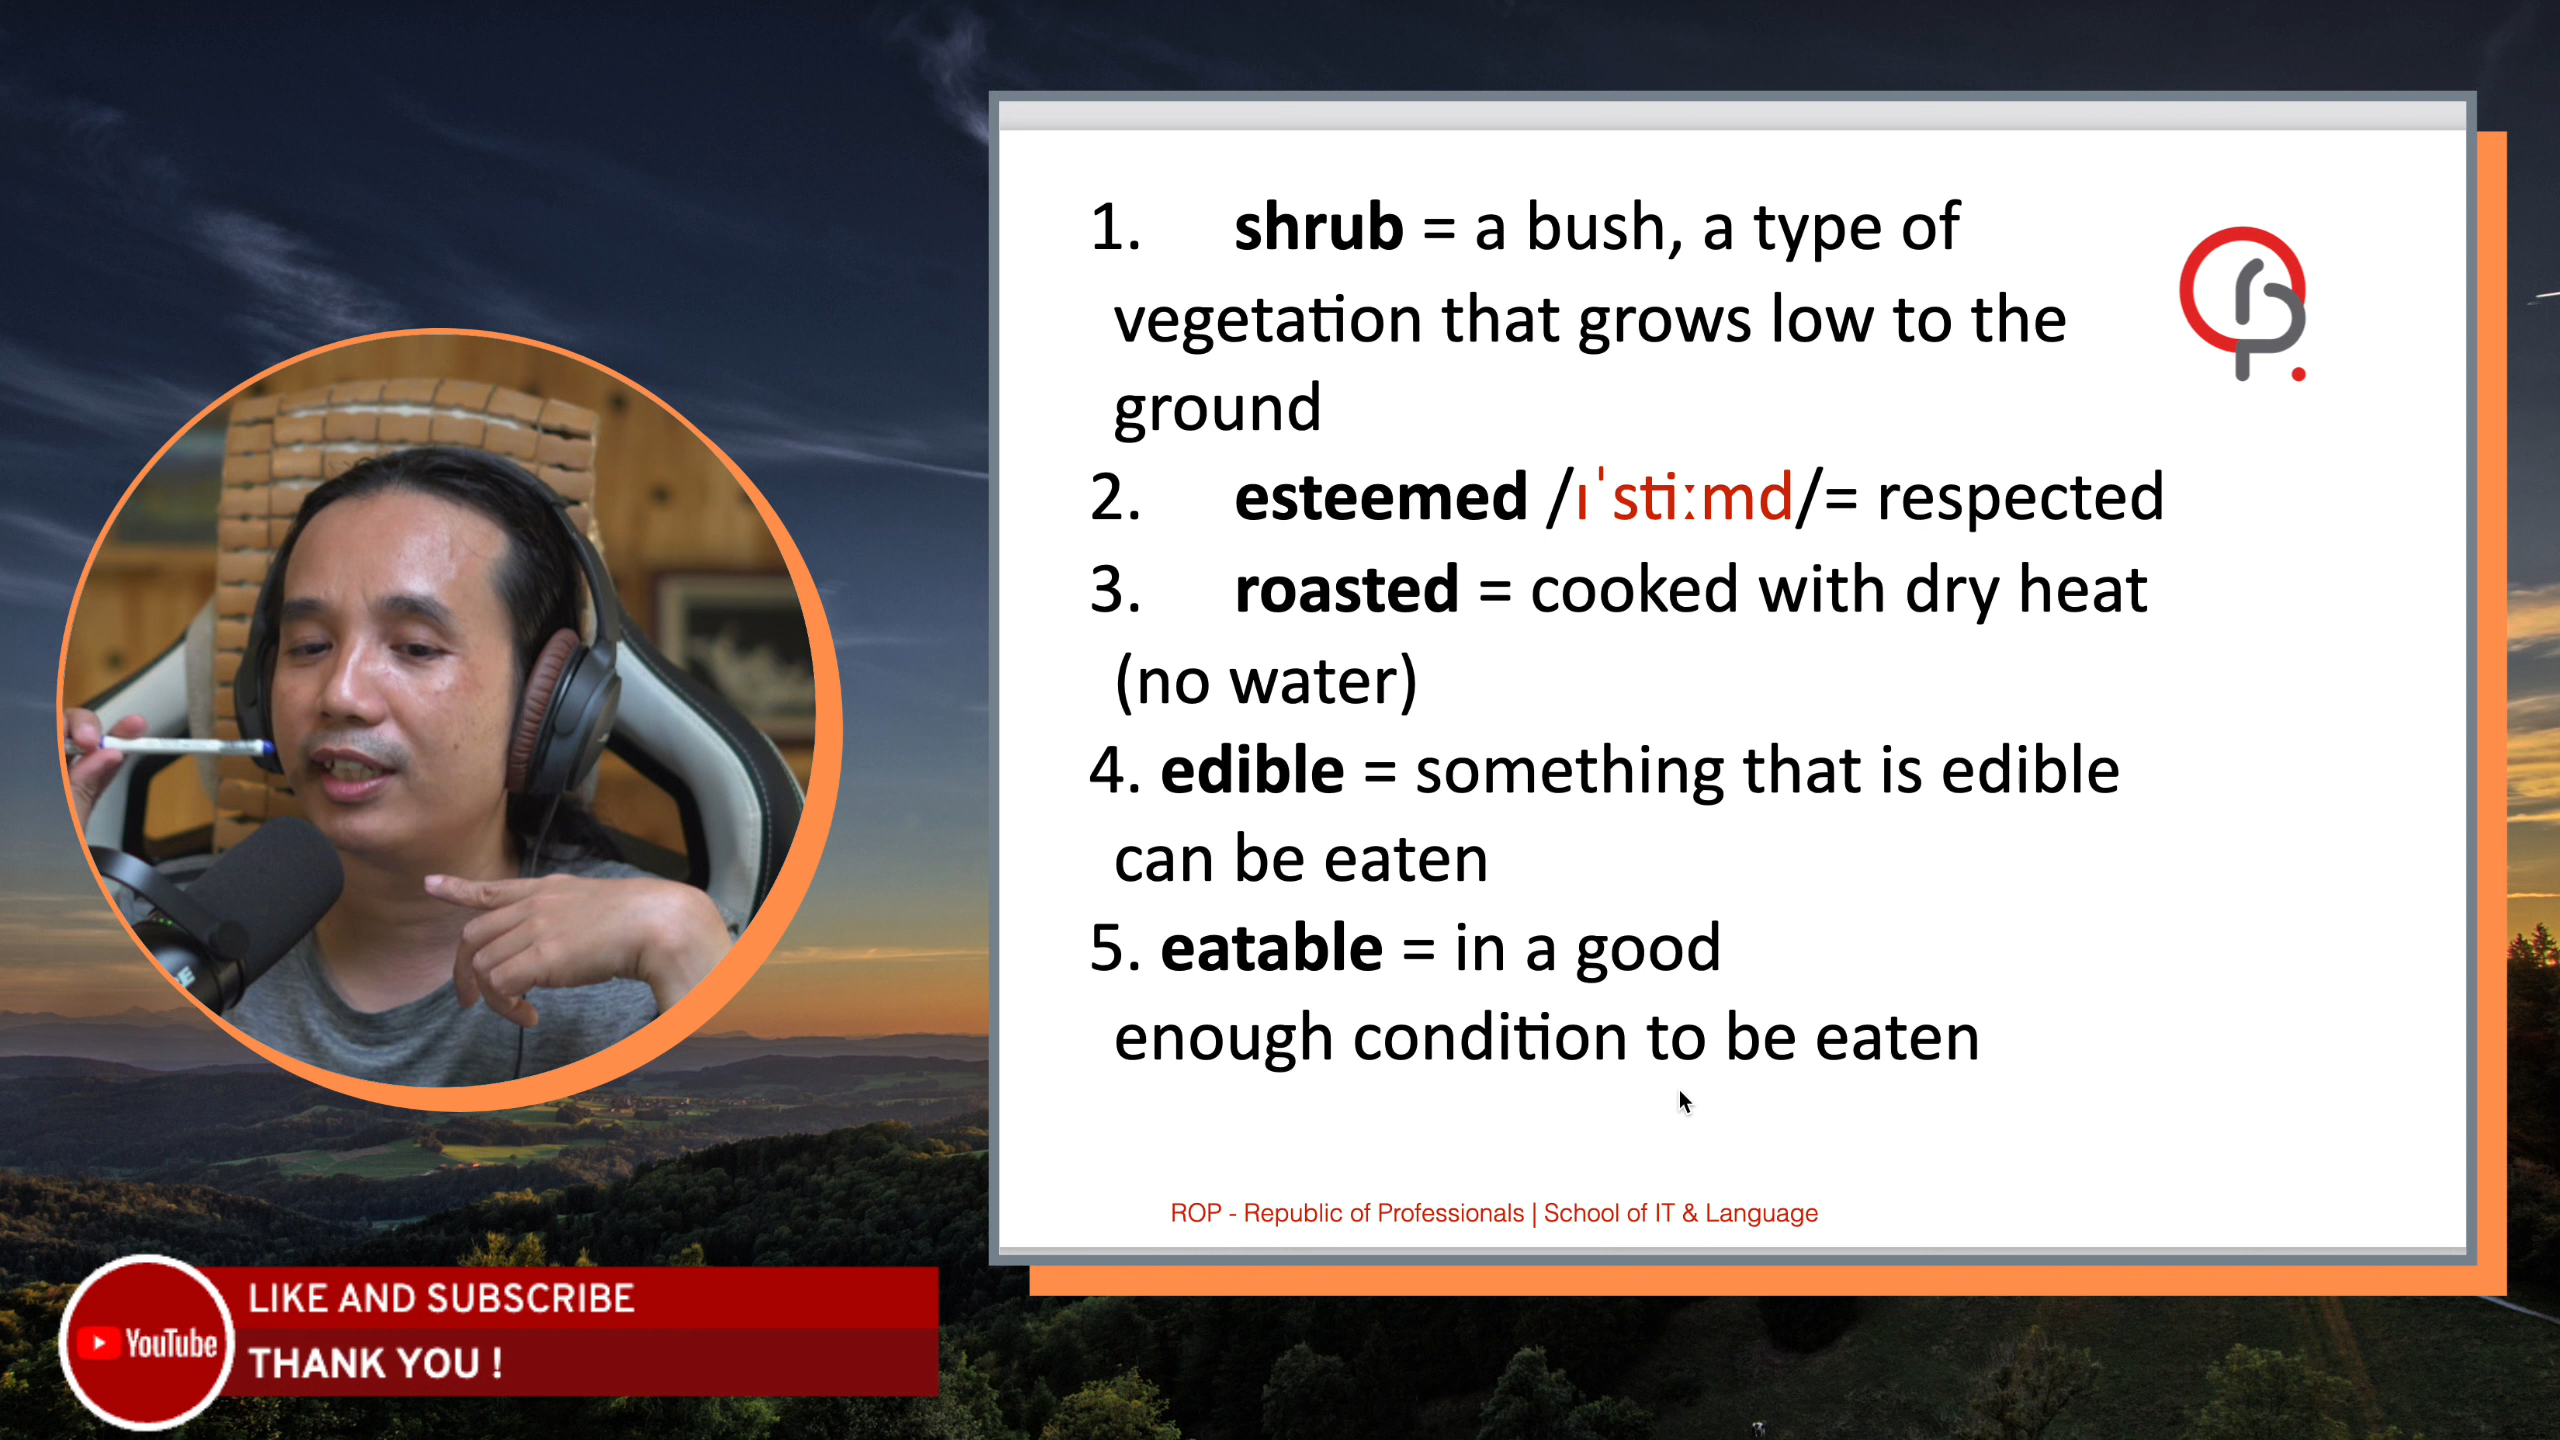 1. shrub = a bush, a type of
vegetation that grows low to the
ground
2. esteemed /ɪˈstiːmd/= respected
3. roasted = cooked with dry heat
(no water)
4. edible = something that is edible
can be eaten
5. eatable = in a good
enough condition to be eaten
ROP - Republic of Professionals | School of IT & Language
LIKE AND SUBSCRIBE
YouTube
THANK YOU !